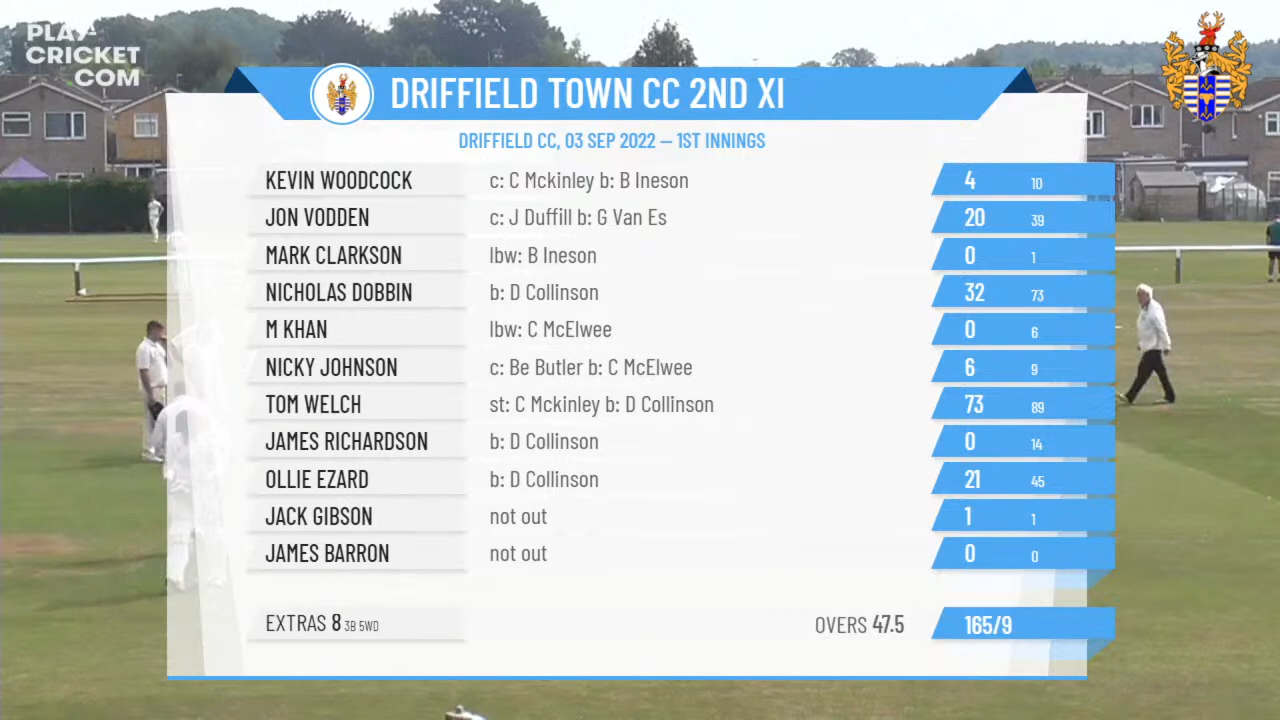 PLAY-
CRICKET
COM
DRIFFIELD TOWN CC 2ND XI
DRIFFIELD CC, 03 SEP 2022 – 1ST INNINGS
KEVIN WOODCOCK c: C Mckinley b: B Ineson 4 10
JON VODDEN c: J Duffill b: G Van Es 20 39
MARK CLARKSON lbw: B Ineson 0 1
NICHOLAS DOBBIN b: D Collinson 32 73
M KHAN lbw: C McElwee 0 6
NICKY JOHNSON c: Be Butler b: C McElwee 6 9
TOM WELCH st: C Mckinley b: D Collinson 73 89
JAMES RICHARDSON b: D Collinson 0 14
OLLIE EZARD b: D Collinson 21 45
JACK GIBSON not out 1 1
JAMES BARRON not out 0 0
EXTRAS 8 3B 5WD OVERS 47.5 165/9